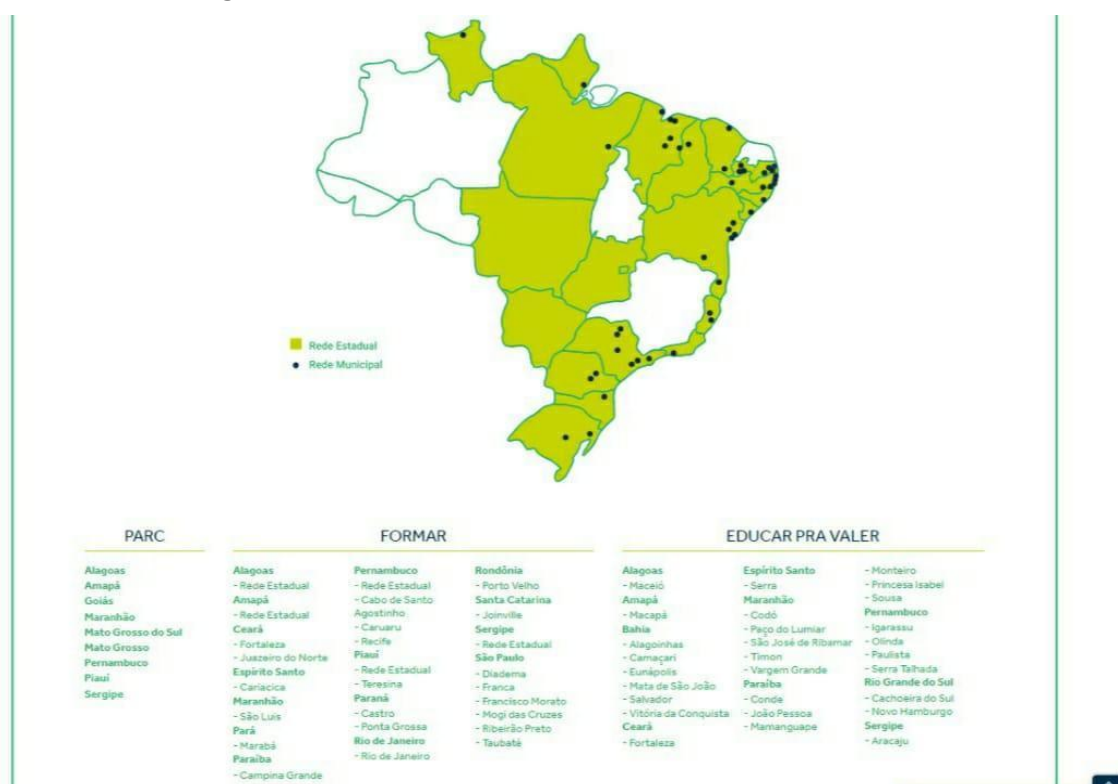 Rede Estadual
Rede Municipal
PARC
Alagoas
Amapá
Goiás
Maranhão
Mato Grosso do Sul
Mato Grosso
Pernambuco
Piauí
Sergipe
FORMAR
Alagoas
- Rede Estadual
Amapá
- Rede Estadual
Ceará
- Fortaleza
- Juazeiro do Norte
Espírito Santo
- Cariacica
Maranhão
- São Luis
Pará
- Marabá
Paraíba
- Campina Grande
Pernambuco
- Rede Estadual
- Cabo de Santo
Agostinho
- Caruaru
- Recife
Piauí
- Rede Estadual
- Teresina
Paraná
- Castro
- Ponta Grossa
Rio de Janeiro
- Rio de Janeiro
Rondônia
- Porto Velho
Santa Catarina
- Joinville
Sergipe
- Rede Estadual
São Paulo
- Diadema
- Franca
- Francisco Morato
- Mogi das Cruzes
- Ribeirão Preto
- Taubaté
EDUCAR PRA VALER
Alagoas
- Maceió
Amapá
- Macapá
Bahia
- Alagoinhas
- Camaçari
- Eunápolis
- Mata de São João
- Salvador
- Vitória da Conquista
Ceará
- Fortaleza
Espírito Santo
- Serra
Maranhão
- Codó
- Paço do Lumiar
- São José de Ribamar
- Timon
- Vargem Grande
Paraíba
- Conde
- João Pessoa
- Mamanguape
- Monteiro
- Princesa Isabel
- Sousa
Pernambuco
- Igarassu
- Olinda
- Paulista
- Serra Talhada
Rio Grande do Sul
- Cachoeira do Sul
- Novo Hamburgo
Sergipe
- Aracaju